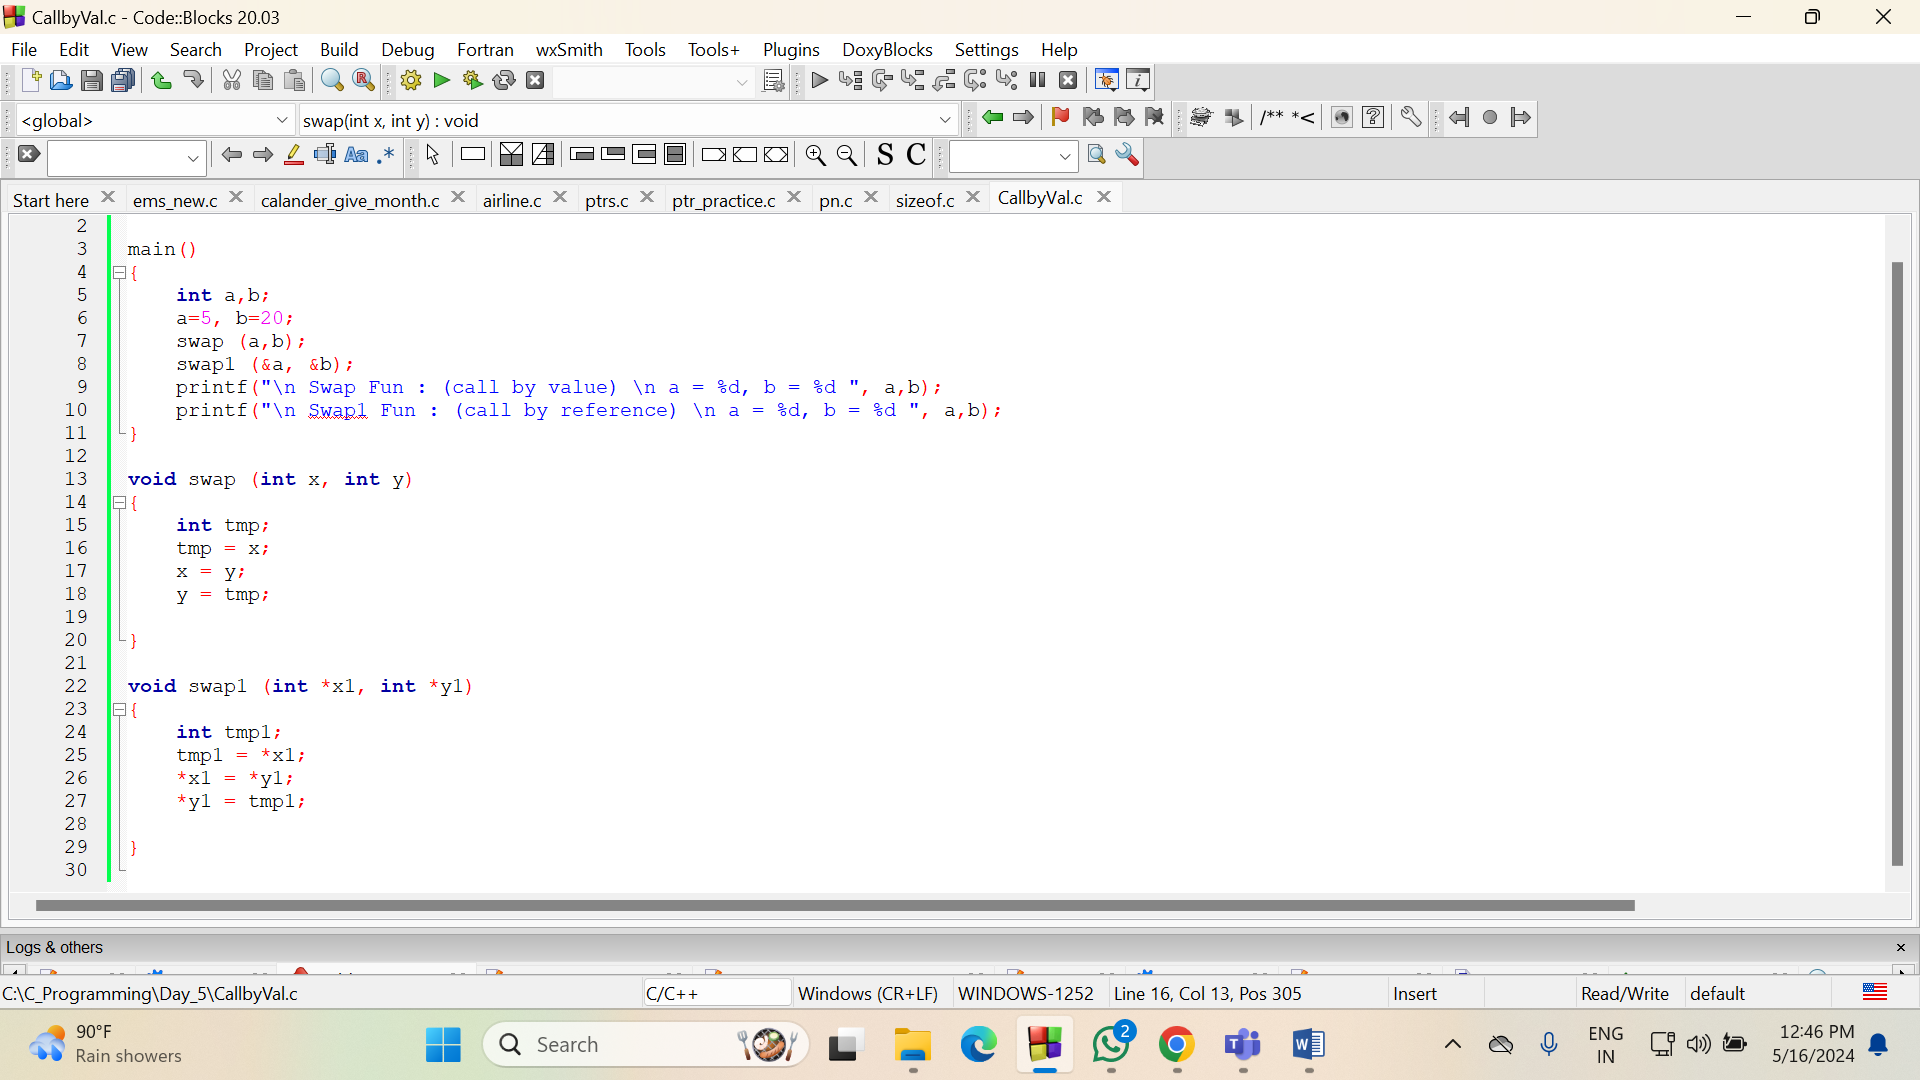 CallbyVal.c - Code::Blocks 20.03
File Edit View Search Project Build Debug Fortran wxSmith Tools Tools+ Plugins DoxyBlocks Settings Help
<global> swap(int x, int y) : void /** *<
Aa .* S C
Start here ems_new.c calander_give_month.c airline.c ptrs.c ptr_practice.c pn.c sizeof.c CallbyVal.c
2
3 main()
4 {
5 int a,b;
6 a=5, b=20;
7 swap (a,b);
8 swap1 (&a, &b);
9 printf("\n Swap Fun : (call by value) \n a = %d, b = %d ", a,b);
10 printf("\n Swap1 Fun : (call by reference) \n a = %d, b = %d ", a,b);
11 }
12
13 void swap (int x, int y)
14 {
15 int tmp;
16 tmp = x;
17 x = y;
18 y = tmp;
19
20 }
21
22 void swap1 (int *x1, int *y1)
23 {
24 int tmp1;
25 tmp1 = *x1;
26 *x1 = *y1;
27 *y1 = tmp1;
28
29 }
30
Logs & others
C:\C_Programming\Day_5\CallbyVal.c C/C++ Windows (CR+LF) WINDOWS-1252 Line 16, Col 13, Pos 305 Insert Read/Write default
90°F
Rain showers
Search
2
ENG
IN
12:46 PM
5/16/2024